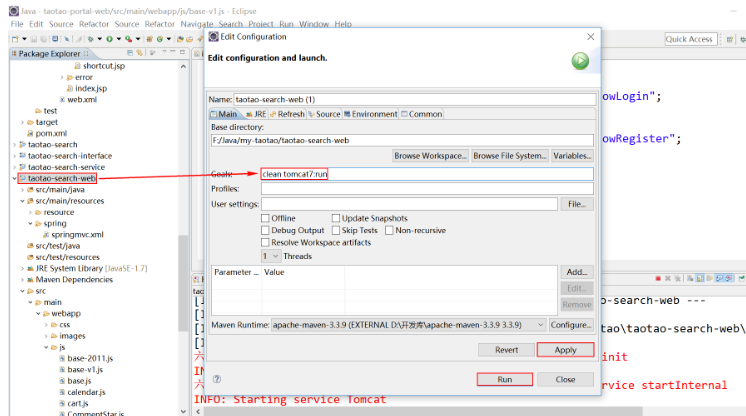 Java - taotao-portal-web/src/main/webapp/js/base-v1.js - Eclipse
File Edit Source Refactor Source Refactor Navigate Search Project Run Window Help
Quick Access
Package Explorer
shortcut.jsp
error
index.jsp
web.xml
test
target
pom.xml
taotao-search
taotao-search-interface
taotao-search-service
taotao-search-web
src/main/java
src/main/resources
resource
spring
springmvc.xml
src/test/java
src/test/resources
JRE System Library [JavaSE-1.7]
Maven Dependencies
src
main
webapp
css
images
js
base-2011.js
base-v1.js
base.js
calendar.js
cart.js
CommentStar.js
Edit Configuration
Edit configuration and launch.
Name: taotao-search-web (1)
Main JRE Refresh Source Environment Common
Base directory:
F:/Java/my-taotao/taotao-search-web
Browse Workspace... Browse File System... Variables...
Goals: clean tomcat7:run
Profiles:
User settings: File...
Offline Update Snapshots
Debug Output Skip Tests Non-recursive
Resolve Workspace artifacts
1 Threads
Parameter ... Value
Add...
Edit...
Remove
Maven Runtime: apache-maven-3.3.9 (EXTERNAL D:\开发库\apache-maven-3.3.9 3.3.9) Configure...
Revert Apply
Run Close
owLogin";
owRegister";
o-search-web ---
tao\taotao-search-web\
init
rvice startInternal
INFO: Starting service Tomcat